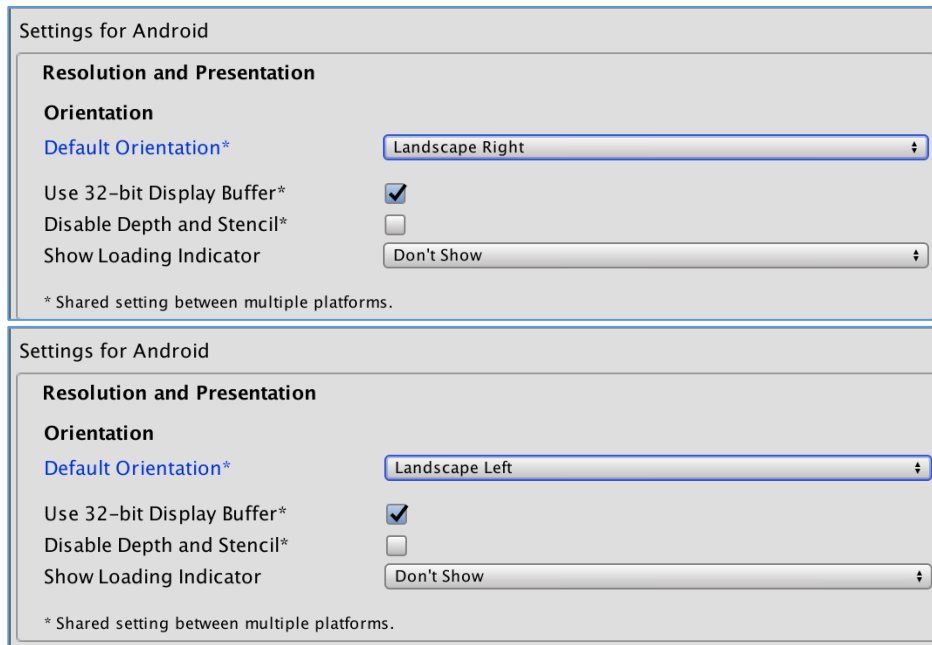 Settings for Android
Resolution and Presentation
Orientation
Default Orientation* Landscape Right
Use 32-bit Display Buffer*
Disable Depth and Stencil*
Show Loading Indicator Don't Show
* Shared setting between multiple platforms.
Settings for Android
Resolution and Presentation
Orientation
Default Orientation* Landscape Left
Use 32-bit Display Buffer*
Disable Depth and Stencil*
Show Loading Indicator Don't Show
* Shared setting between multiple platforms.